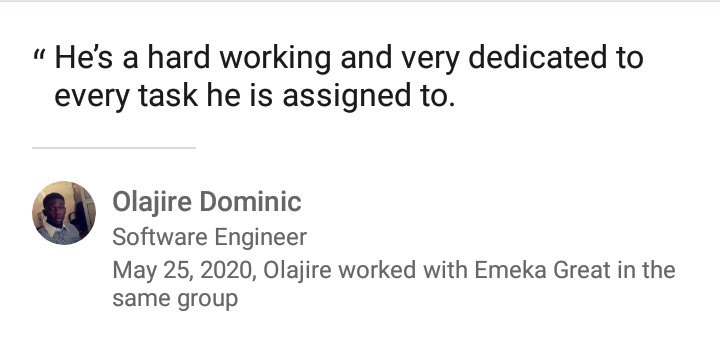 “ He’s a hard working and very dedicated to
every task he is assigned to.
Olajire Dominic
Software Engineer
May 25, 2020, Olajire worked with Emeka Great in the
same group